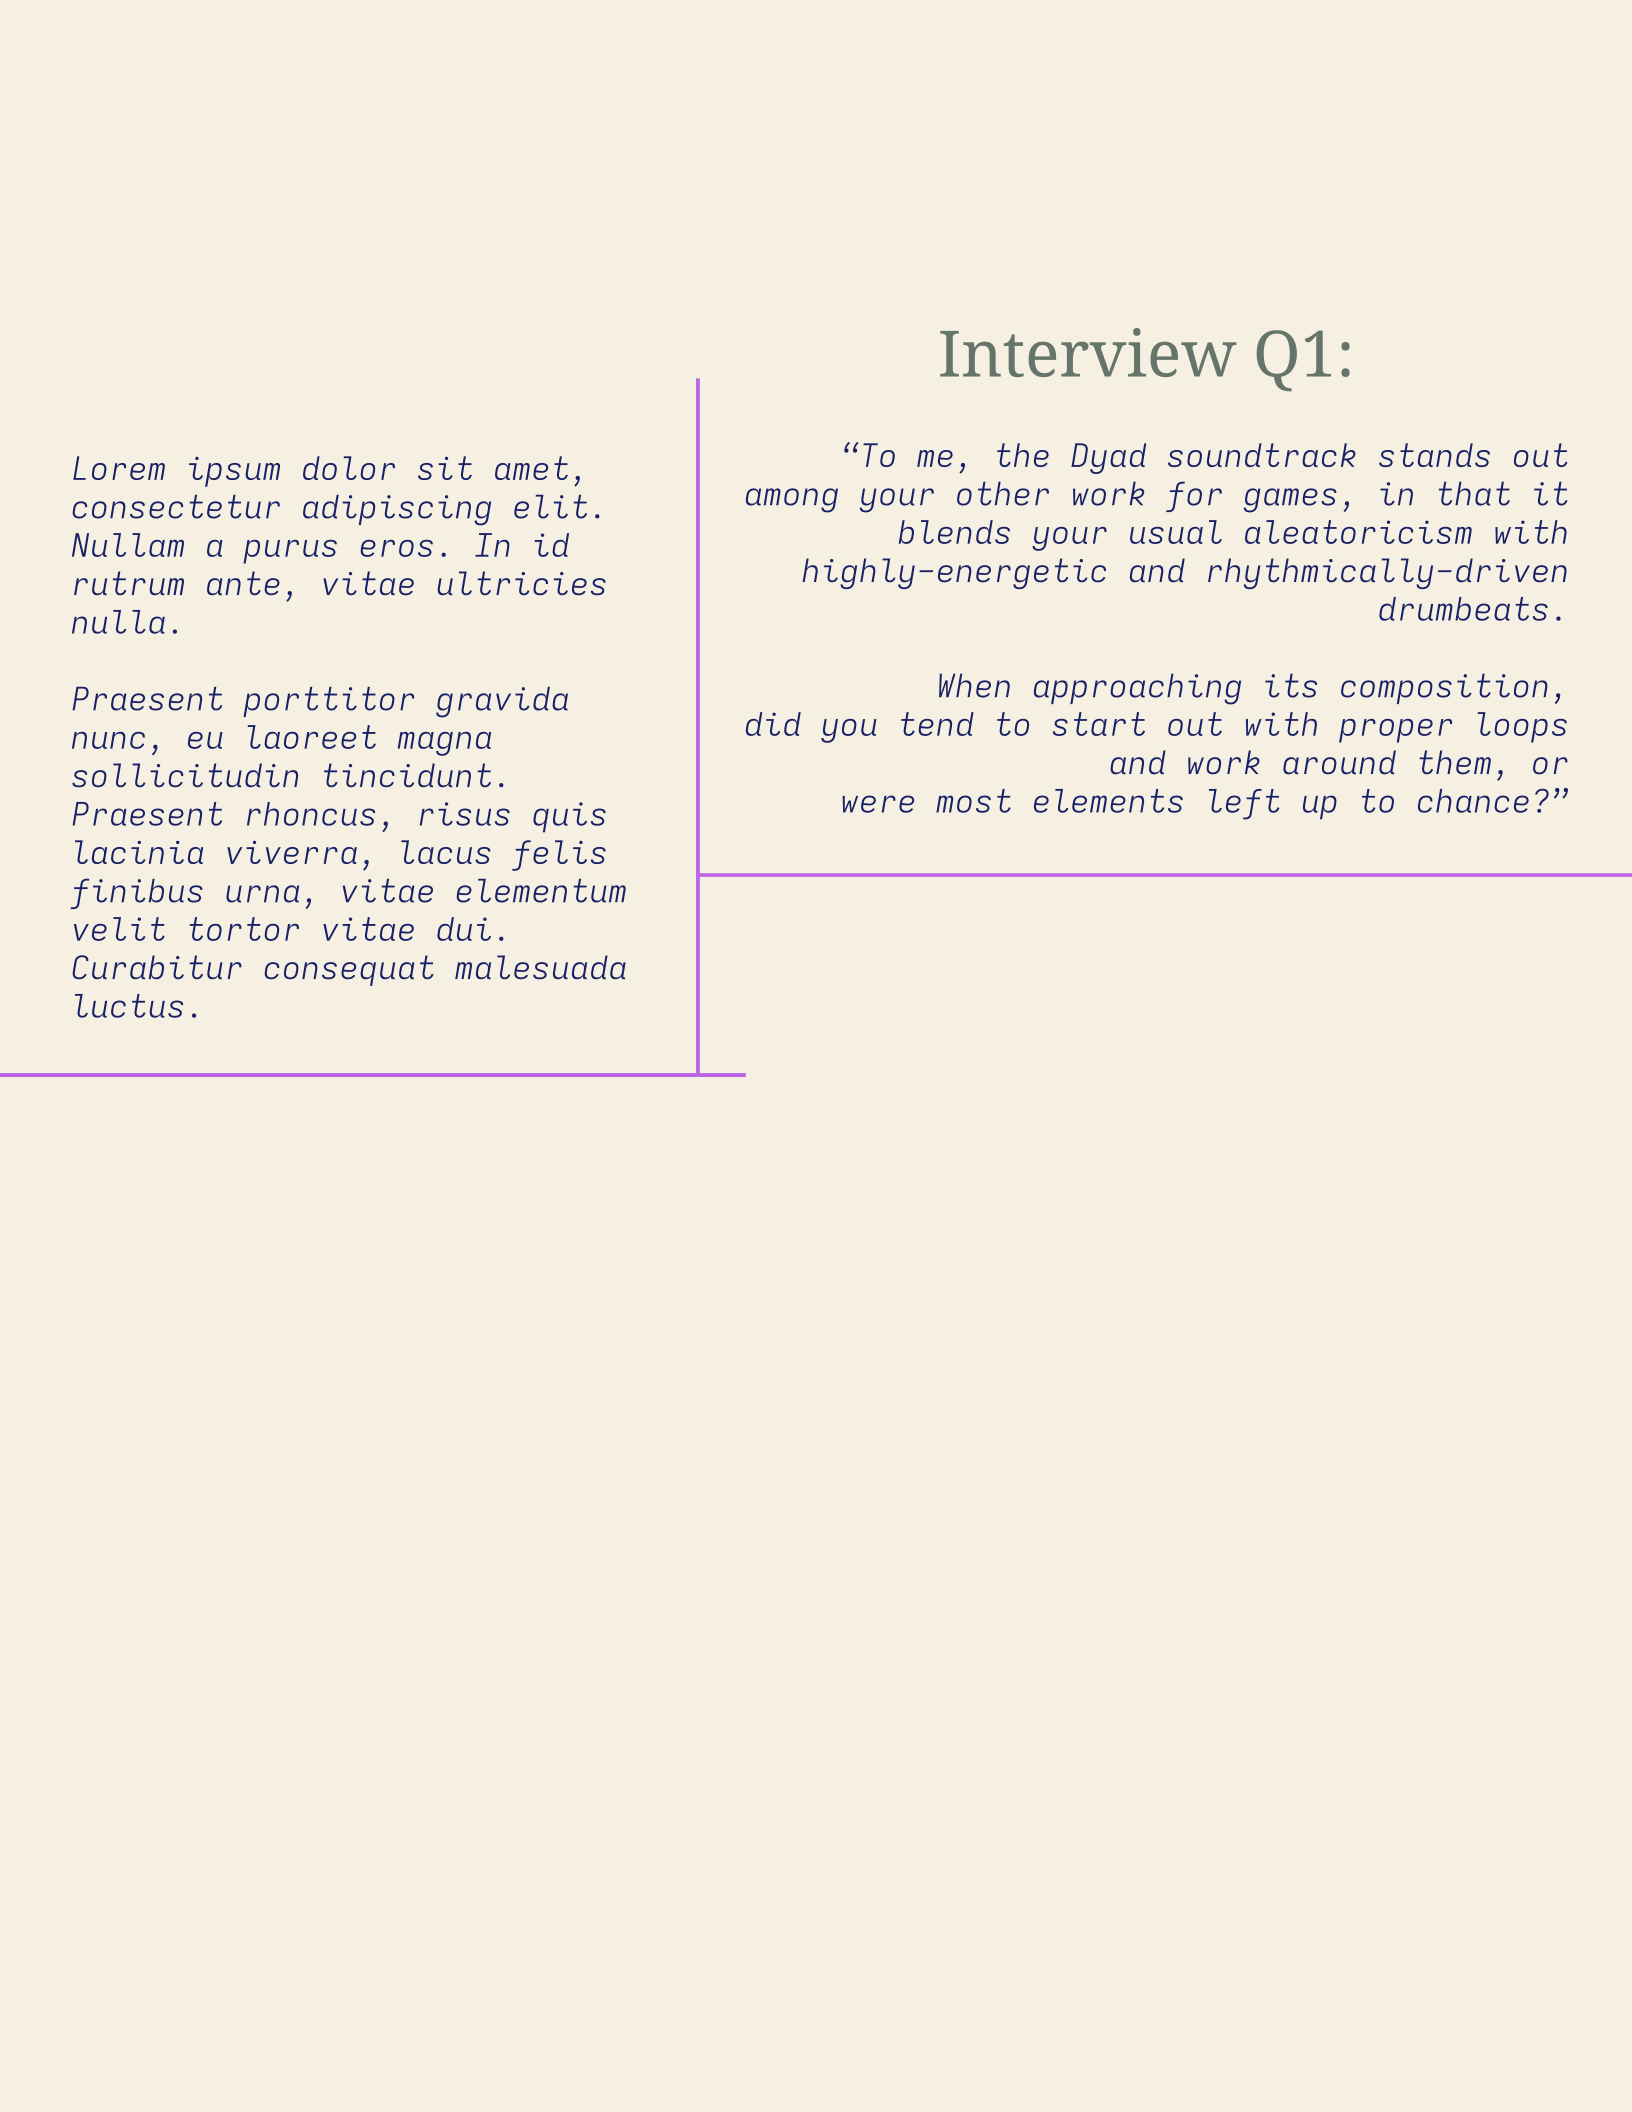 Lorem ipsum dolor sit amet,
consectetur adipiscing elit.
Nullam a purus eros. In id
rutrum ante, vitae ultricies
nulla.
Praesent porttitor gravida
nunc, eu laoreet magna
sollicitudin tincidunt.
Praesent rhoncus, risus quis
lacinia viverra, lacus felis
finibus urna, vitae elementum
velit tortor vitae dui.
Curabitur consequat malesuada
luctus.
Interview Q1:
“To me, the Dyad soundtrack stands out
among your other work for games, in that it
blends your usual aleatoricism with
highly-energetic and rhythmically-driven
drumbeats.
When approaching its composition,
did you tend to start out with proper loops
and work around them, or
were most elements left up to chance?”